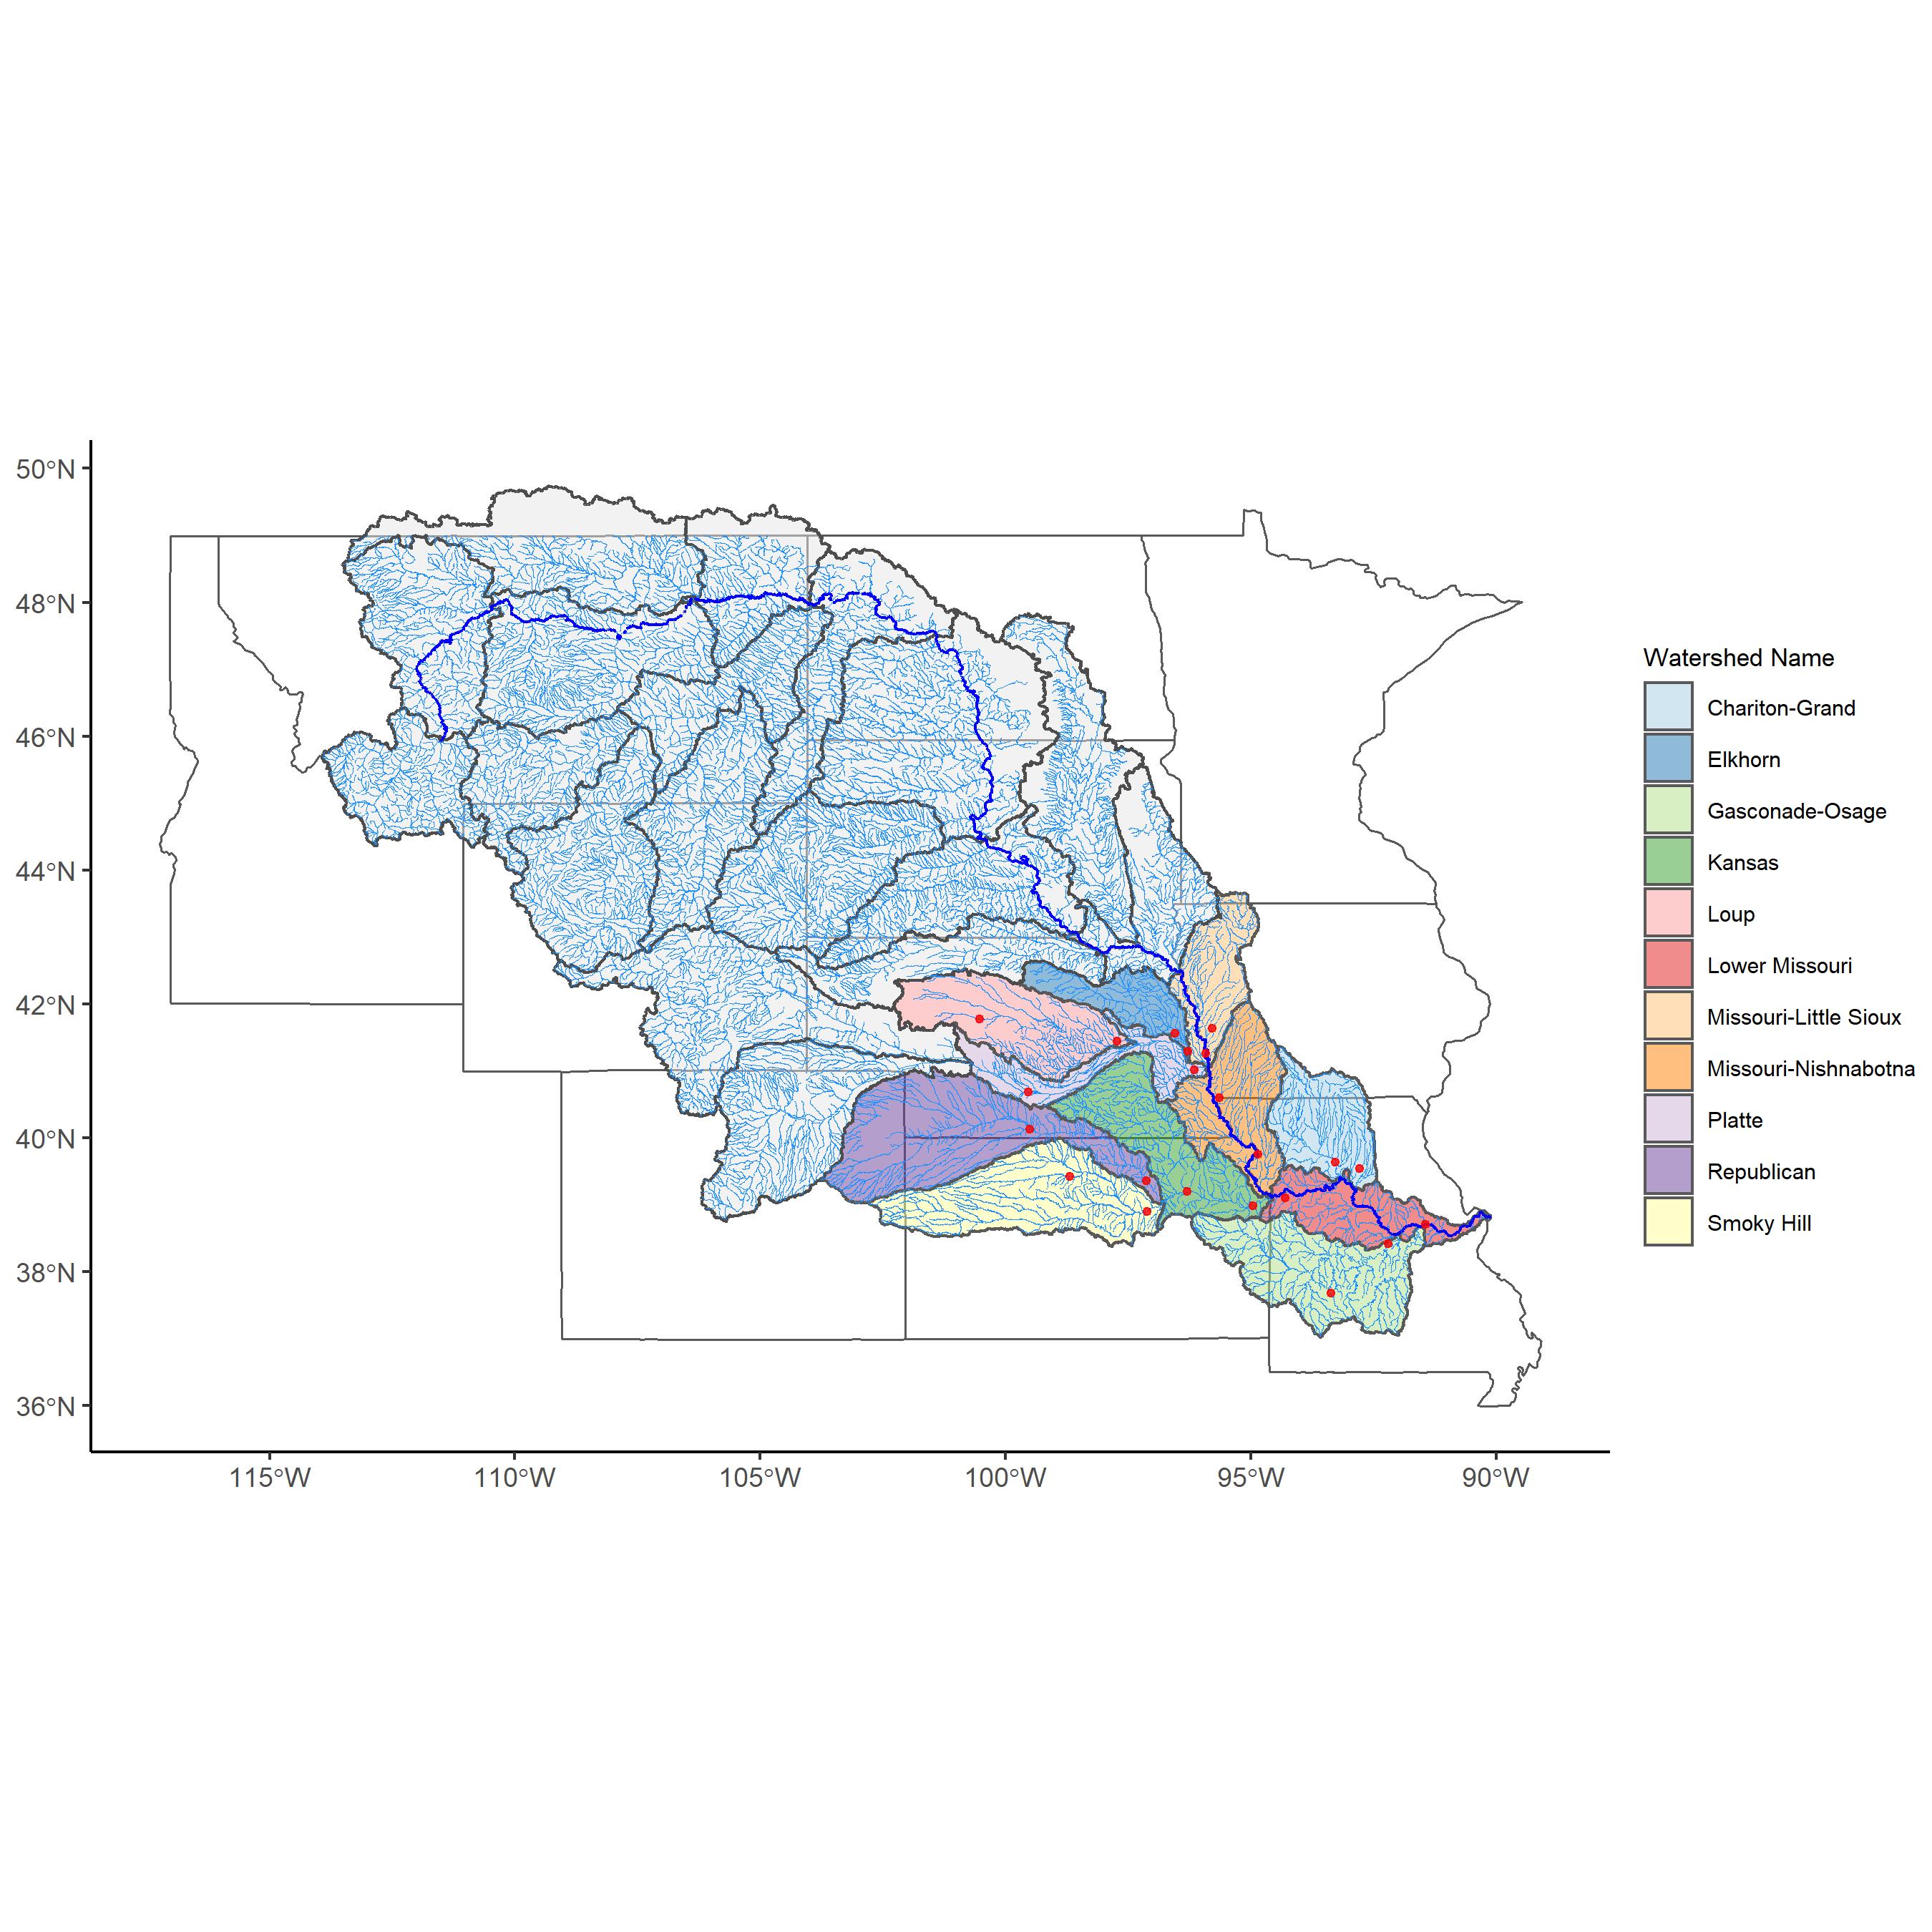 50°N
48°N
46°N
44°N
42°N
40°N
38°N
36°N
115°W 110°W 105°W 100°W 95°W 90°W
Watershed Name
Chariton-Grand
Elkhorn
Gasconade-Osage
Kansas
Loup
Lower Missouri
Missouri-Little Sioux
Missouri-Nishnabotna
Platte
Republican
Smoky Hill